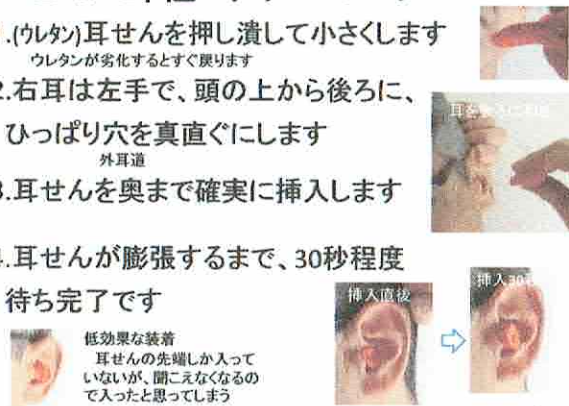 .(ウレタン)耳せんを押し潰して小さくします
ウレタンが劣化するとすぐ戻ります
2.右耳は左手で、頭の上から後ろに、
ひっぱり穴を真直ぐにします
外耳道
3.耳せんを奥まで確実に挿入します
.耳せんが膨張するまで、30秒程度
待ち完了です
挿入直後
挿入30
低効果な装着
耳せんの先端しか入って
いないが、聞こえなくなるの
で入ったと思ってしまう